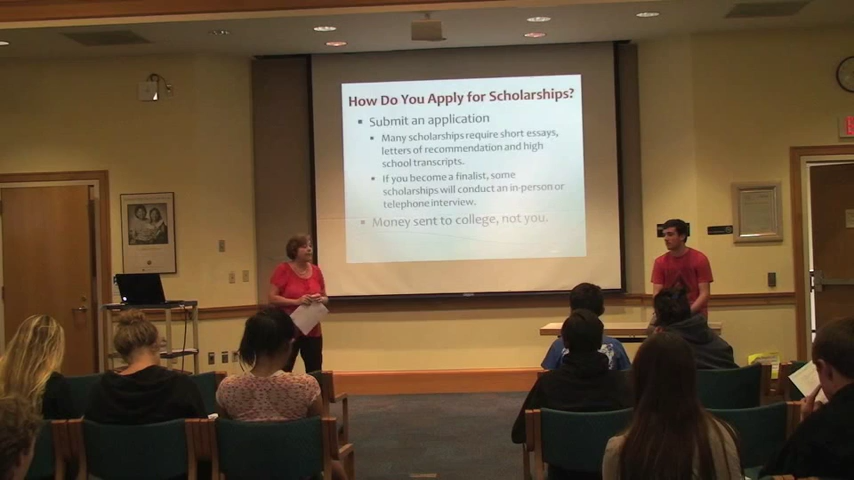 How Do You Apply for Scholarships?
Submit an application
Many scholarships require short essays,
letters of recommendation and high
school transcripts.
If you become a finalist, some
scholarships will conduct an in-person or
telephone interview.
Money sent to college, not you.